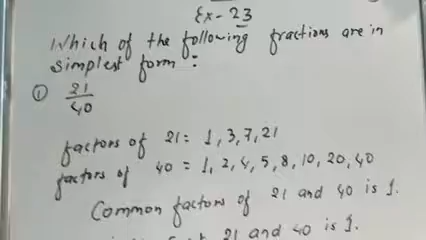 Ex-23
Which of the following fractions are in
simplest form :
① 21/40
factors of 21 = 1, 3, 7, 21
factors of 40 = 1, 2, 4, 5, 8, 10, 20, 40
Common factors of 21 and 40 is 1.
21 and 40 is 1.